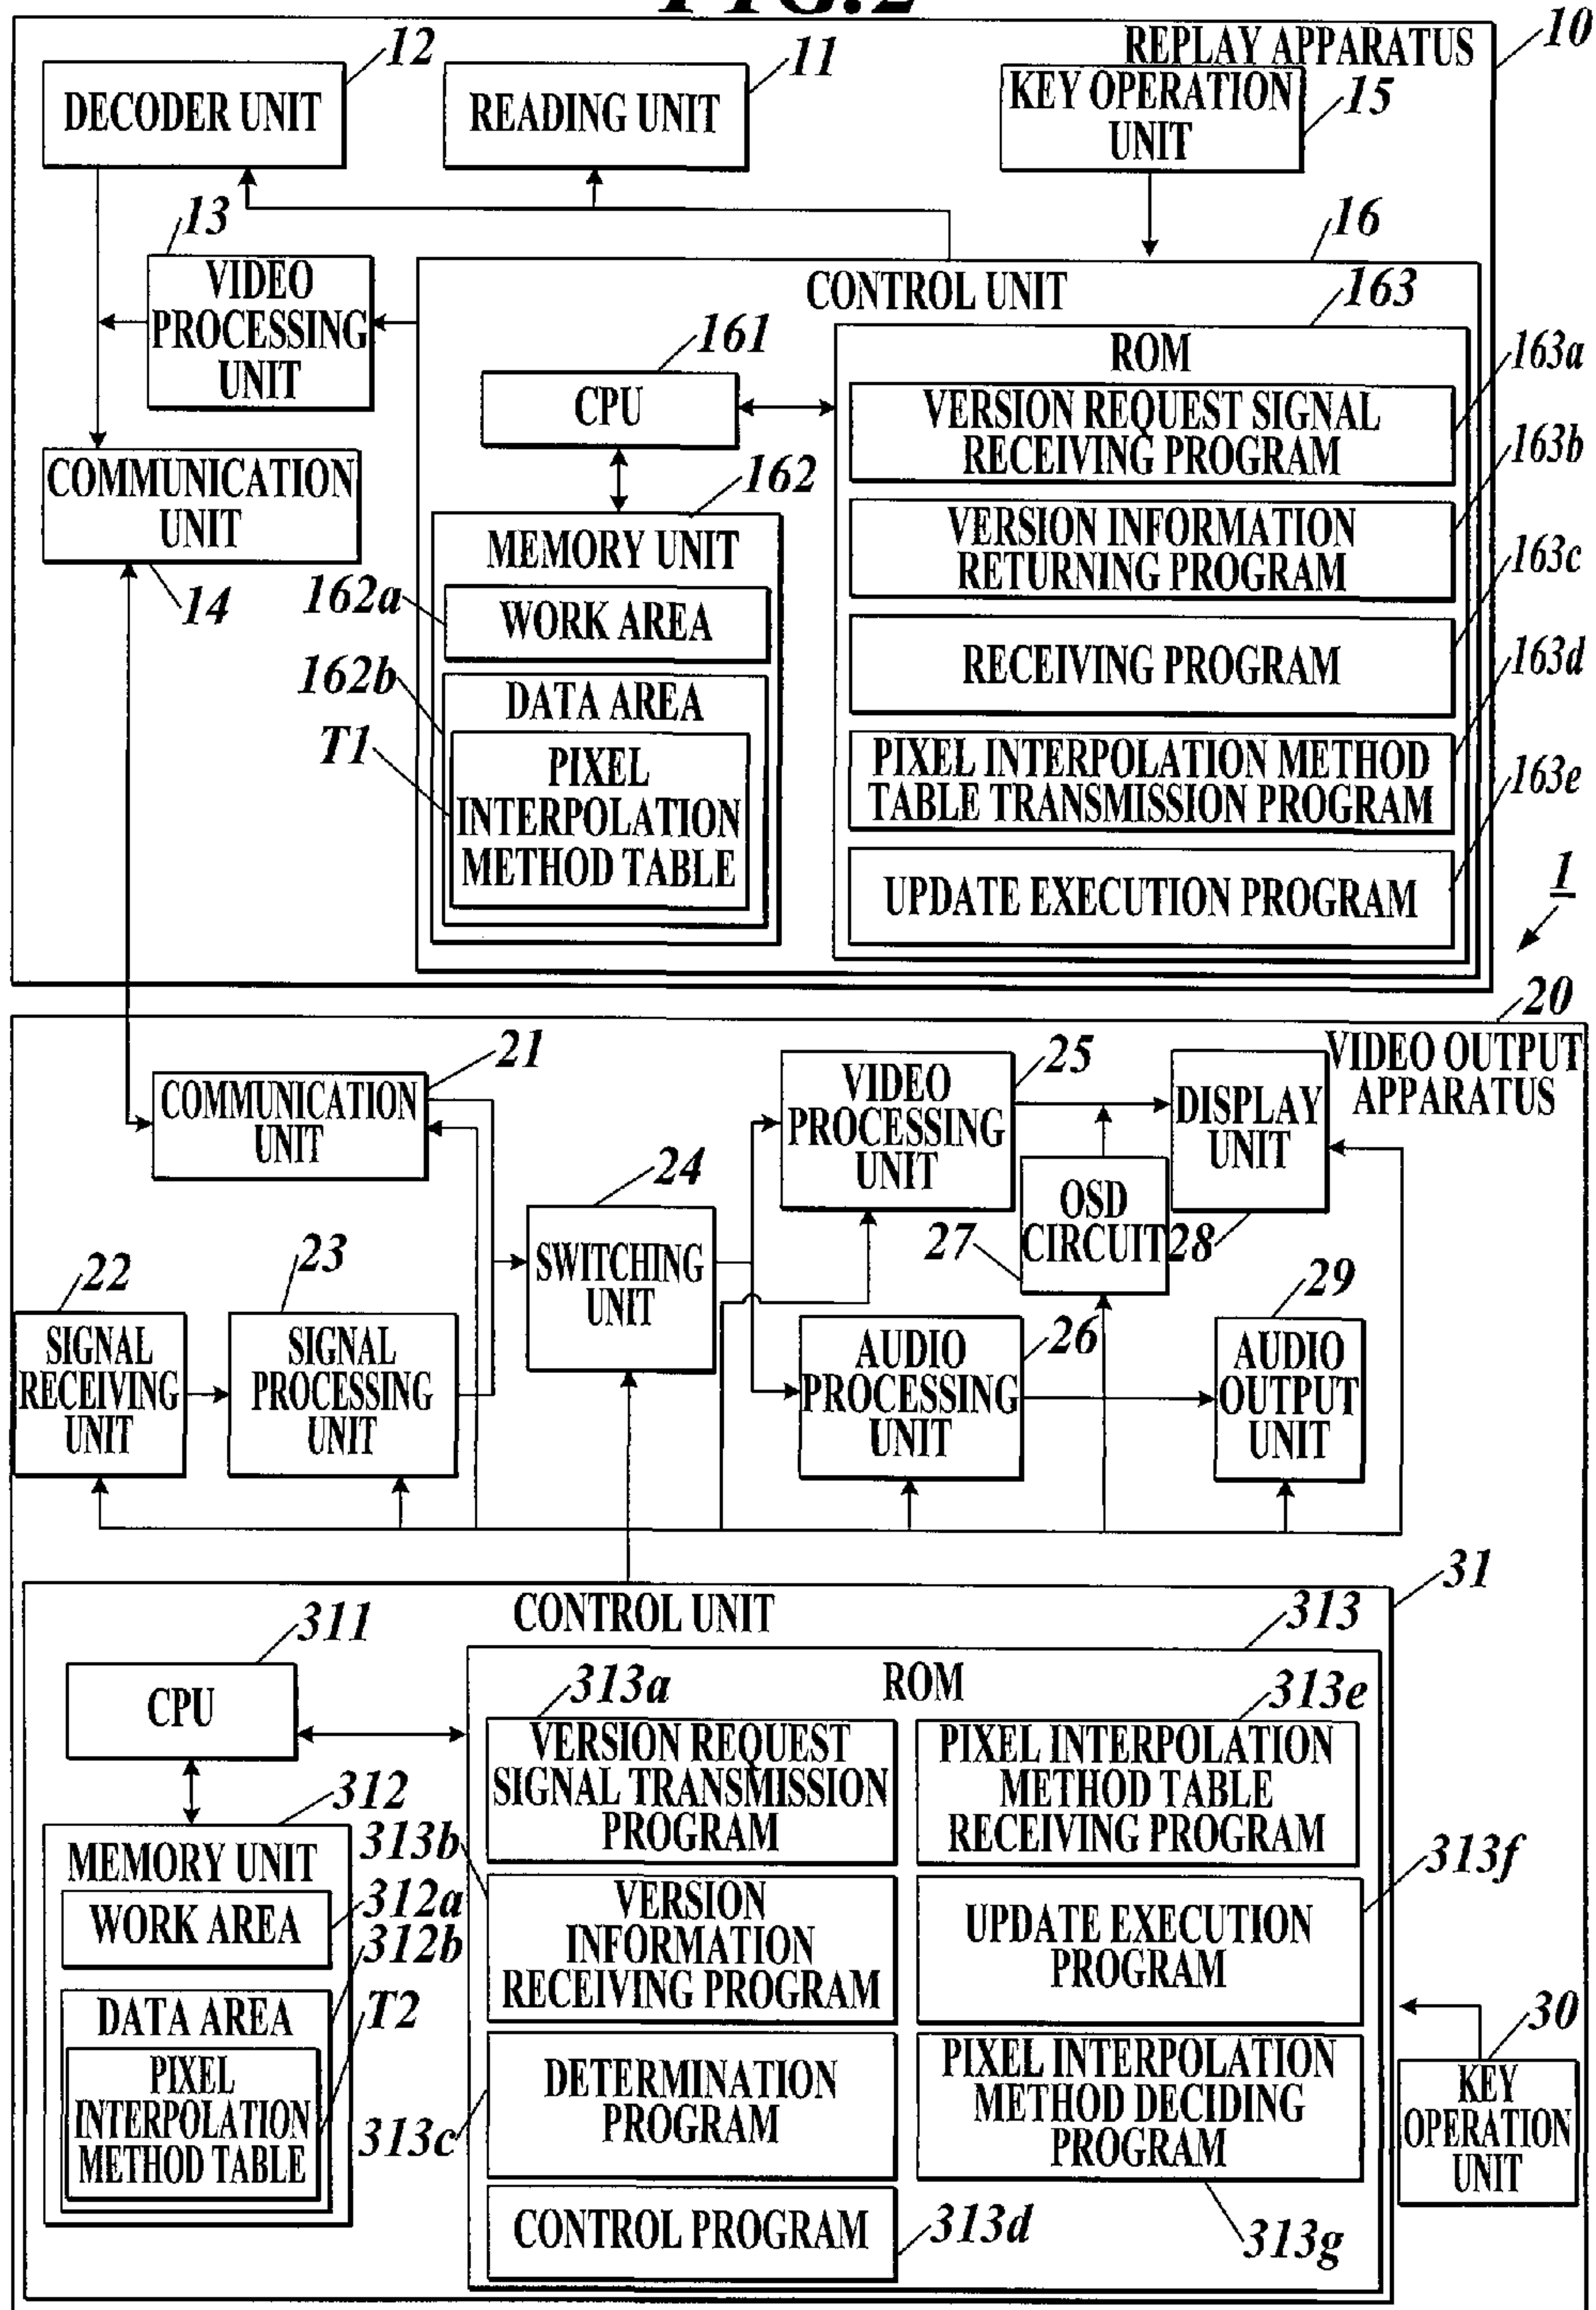 FIG.2
10
REPLAY APPARATUS
12
DECODER UNIT
11
READING UNIT
KEY OPERATION
UNIT
15
13
VIDEO
PROCESSING
UNIT
16
CONTROL UNIT
163
161
CPU
ROM
163a
VERSION REQUEST SIGNAL
RECEIVING PROGRAM
163b
VERSION INFORMATION
RETURNING PROGRAM
163c
RECEIVING PROGRAM
163d
PIXEL INTERPOLATION METHOD
TABLE TRANSMISSION PROGRAM
163e
UPDATE EXECUTION PROGRAM
COMMUNICATION
UNIT
14
162
MEMORY UNIT
162a
WORK AREA
162b
DATA AREA
T1
PIXEL
INTERPOLATION
METHOD TABLE
1
20
VIDEO OUTPUT
APPARATUS
21
COMMUNICATION
UNIT
25
VIDEO
PROCESSING
UNIT
DISPLAY
UNIT
28
24
SWITCHING
UNIT
27
OSD
CIRCUIT
22
SIGNAL
RECEIVING
UNIT
23
SIGNAL
PROCESSING
UNIT
26
AUDIO
PROCESSING
UNIT
29
AUDIO
OUTPUT
UNIT
31
CONTROL UNIT
313
311
CPU
ROM
313a
VERSION REQUEST
SIGNAL TRANSMISSION
PROGRAM
313e
PIXEL INTERPOLATION
METHOD TABLE
RECEIVING PROGRAM
312
MEMORY UNIT
313b
VERSION
INFORMATION
RECEIVING PROGRAM
313f
UPDATE EXECUTION
PROGRAM
312a
WORK AREA
312b
DATA AREA
T2
PIXEL
INTERPOLATION
METHOD TABLE
313c
DETERMINATION
PROGRAM
PIXEL INTERPOLATION
METHOD DECIDING
PROGRAM
313g
30
KEY
OPERATION
UNIT
CONTROL PROGRAM
313d